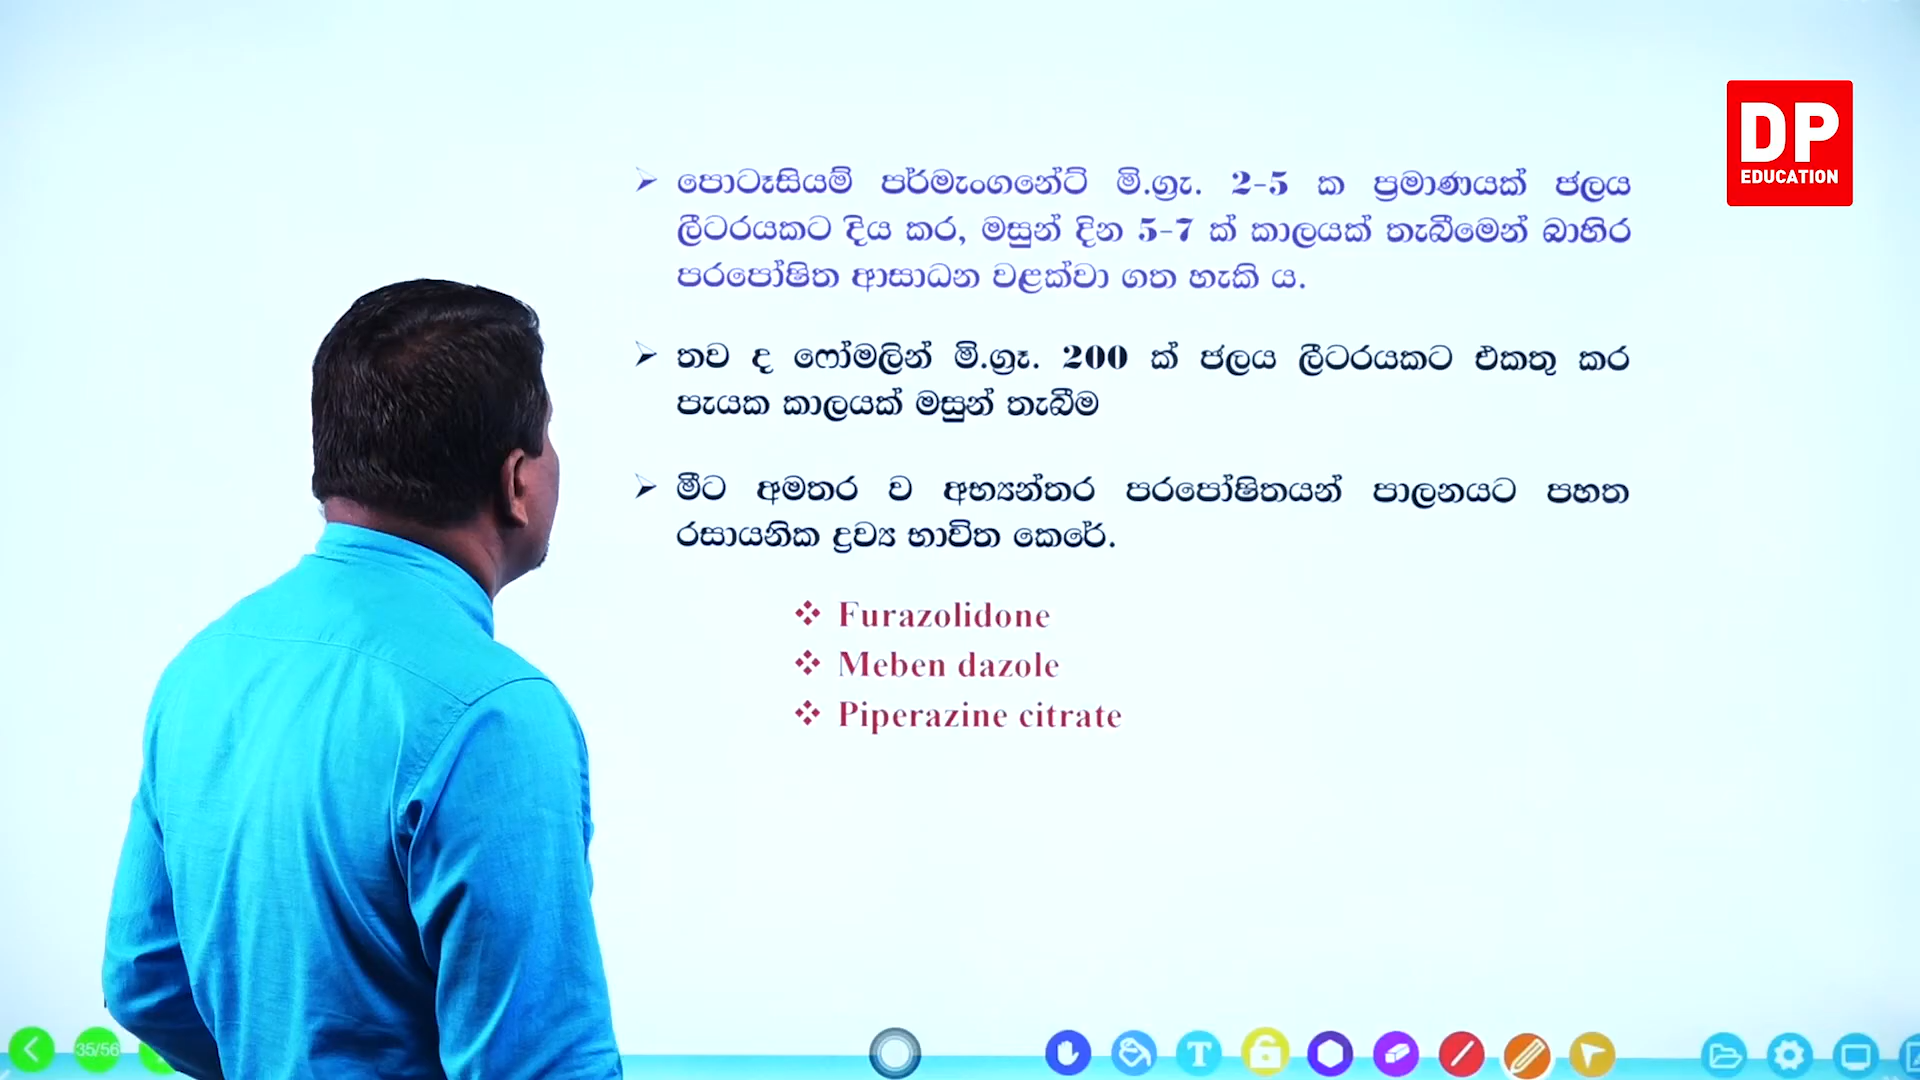 DP
EDUCATION
➢ පොටෑසියම් පර්මැංගනේට් මි.ග්‍රැ. 2-5 ක ප්‍රමාණයක් ජලය
ලීටරයකට දිය කර, මසුන් දින 5-7 ක් කාලයක් තැබීමෙන් බාහිර
පරපෝෂිත ආසාධන වළක්වා ගත හැකි ය.
➢ තව ද ෆෝමලින් මි.ග්‍රෑ. 200 ක් ජලය ලීටරයකට එකතු කර
පැයක කාලයක් මසුන් තැබීම
➢ මීට අමතර ව අභ්‍යන්තර පරපෝෂිතයන් පාලනයට පහත
රසායනික ද්‍රව්‍ය භාවිත කෙරේ.
❖ Furazolidone
❖ Meben dazole
❖ Piperazine citrate
35/56
T